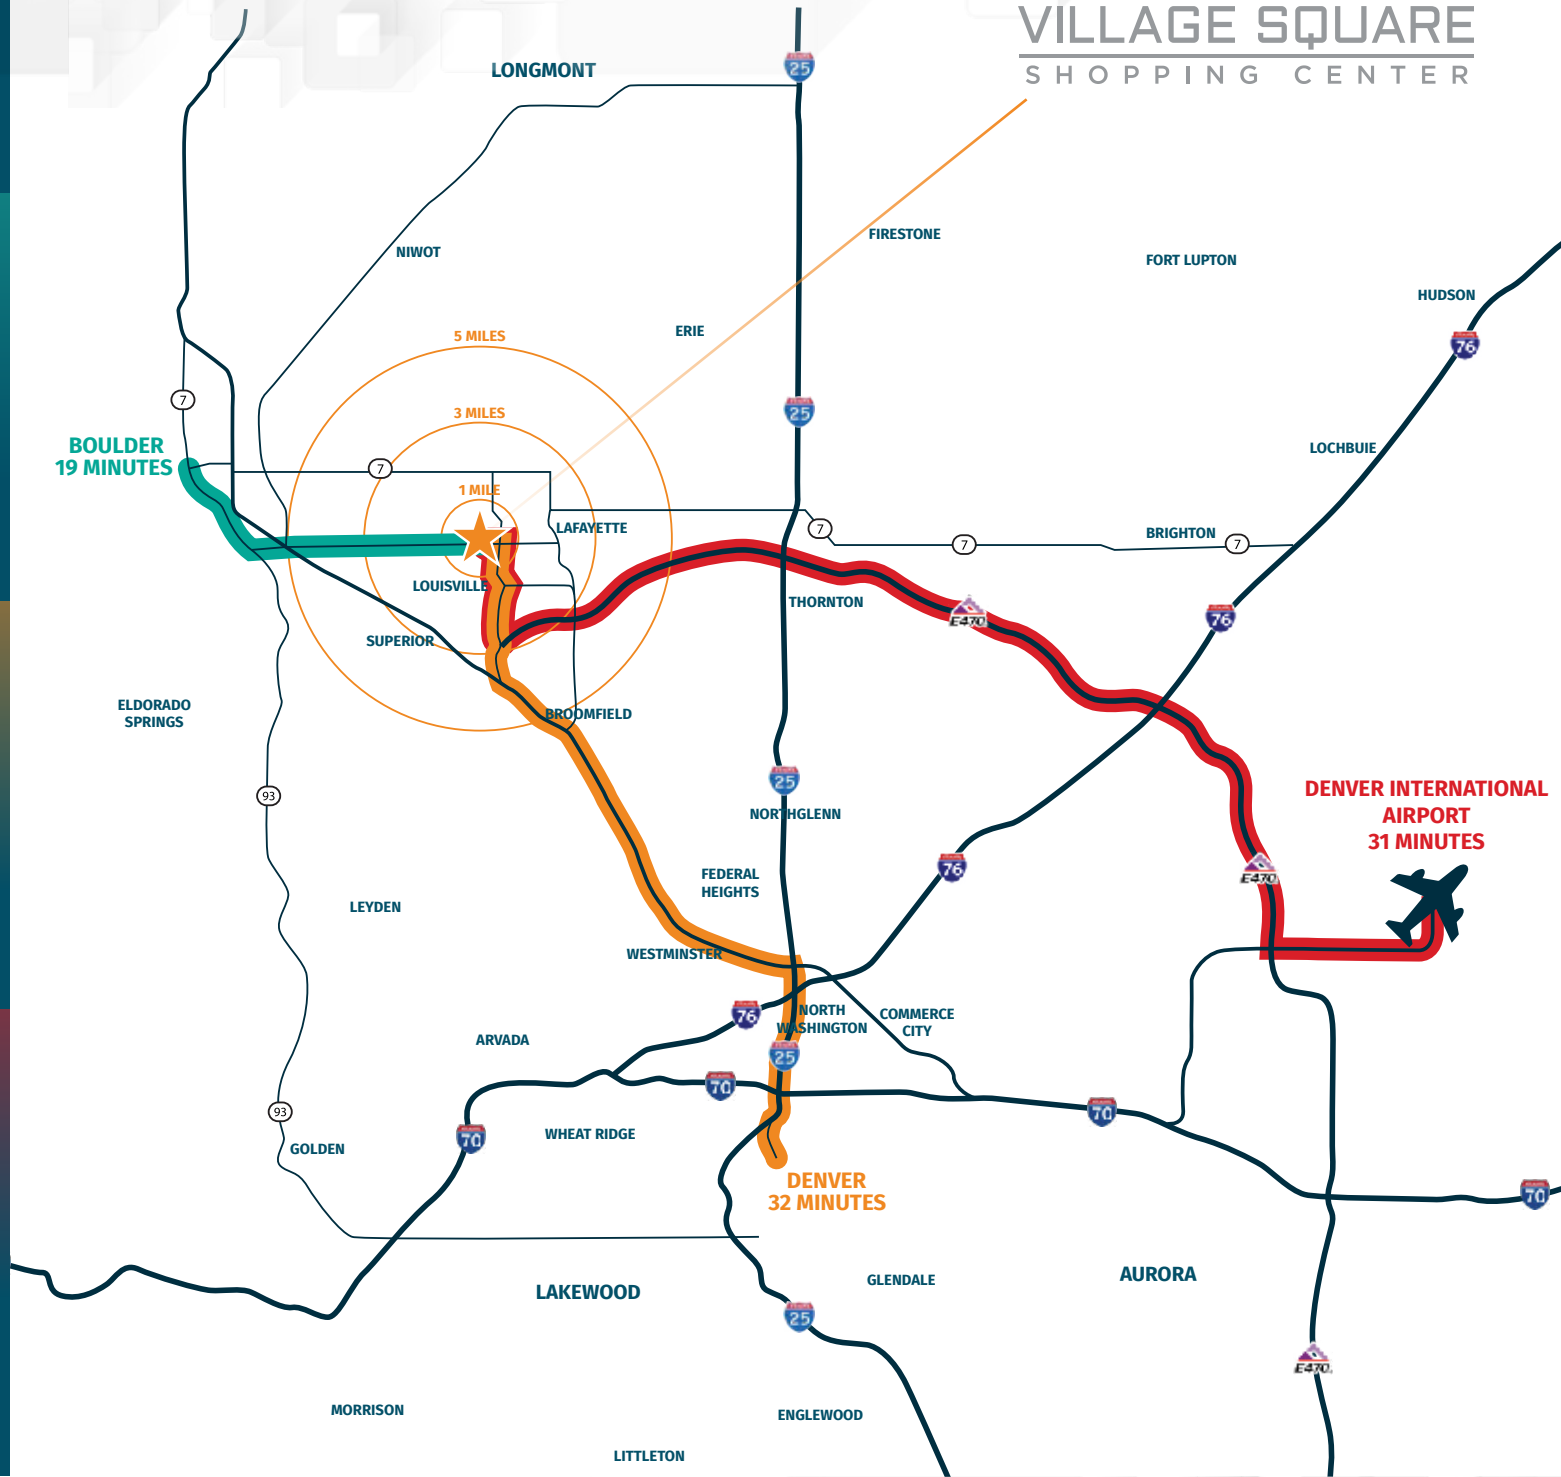 VILLAGE SQUARE
SHOPPING CENTER
25
LONGMONT
FIRESTONE
NIWOT
FORT LUPTON
HUDSON
ERIE
5 MILES
76
7
3 MILES
25
BOULDER
19 MINUTES
7
LOCHBUIE
1 MILE
LAFAYETTE
7
BRIGHTON
7
7
LOUISVILLE
THORNTON
E470
76
SUPERIOR
ELDORADO
SPRINGS
BROOMFIELD
25
93
NORTHGLENN
DENVER INTERNATIONAL
AIRPORT
31 MINUTES
76
E470
FEDERAL
HEIGHTS
LEYDEN
WESTMINSTER
76
NORTH
WASHINGTON
COMMERCE
CITY
ARVADA
25
70
93
70
70
WHEAT RIDGE
GOLDEN
DENVER
32 MINUTES
70
LAKEWOOD
GLENDALE
AURORA
25
E470
MORRISON
ENGLEWOOD
LITTLETON